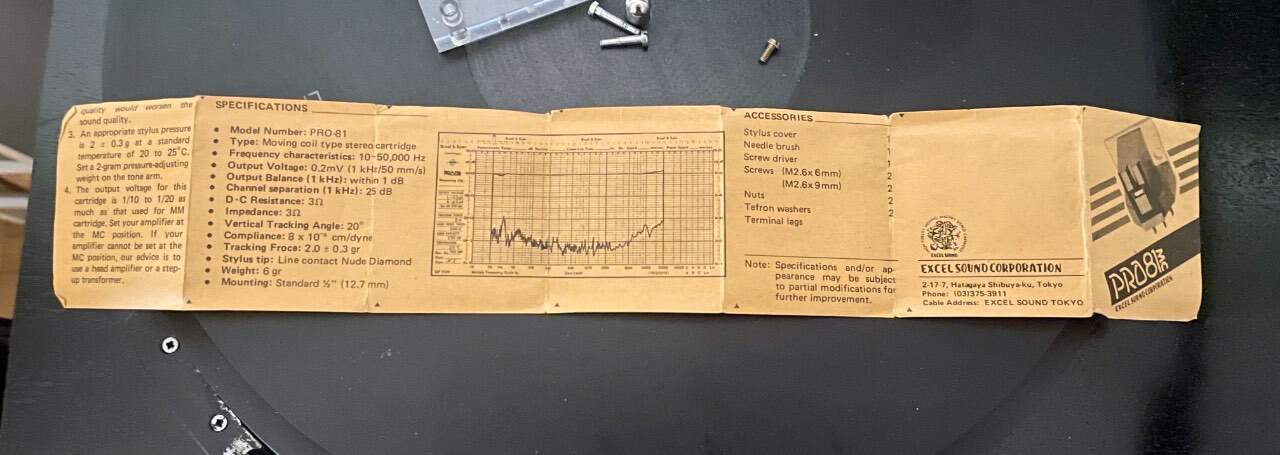 quality would worsen the
sound quality.
3. An appropriate stylus pressure
is 2 ± 0.3g at a standard
temperature of 20 to 25°C.
Set a 2-gram pressure-adjusting
weight on the tone arm.
4. The output voltage for this
cartridge is 1/10 to 1/20 as
much as that used for MM
cartridge. Set your amplifier at
the MC position. If your
amplifier cannot be set at the
MC position, our advice is to
use a head amplifier or a step-
up transformer.
SPECIFICATIONS
• Model Number: PRO-81
• Type: Moving coil type stereo cartridge
• Frequency characteristics: 10–50,000 Hz
• Output Voltage: 0.2mV (1 kHz/50 mm/s)
• Output Balance (1 kHz): within 1 dB
• Channel separation (1 kHz): 25 dB
• D-C Resistance: 3Ω
• Impedance: 3Ω
• Vertical Tracking Angle: 20°
• Compliance: 8 x 10⁻⁶ cm/dyne
• Tracking Froce: 2.0 ± 0.3 gr
• Stylus tip: Line contact Nude Diamond
• Weight: 6 gr
• Mounting: Standard ½" (12.7 mm)
ACCESSORIES
Stylus cover
Needle brush
Screw driver 1
Screws (M2.6x6mm) 2
(M2.6x9mm) 2
Nuts 2
Tefron washers 2
Terminal lags
Note: Specifications and/or ap-
pearance may be subject
to partial modifications for
further improvement.
EXCEL SOUND
EXCEL SOUND CORPORATION
2-17-7, Hatagaya Shibuya-ku, Tokyo
Phone: (03)375-3911
Cable Address: EXCEL SOUND TOKYO
PRO81
EXCEL SOUND CORPORATION